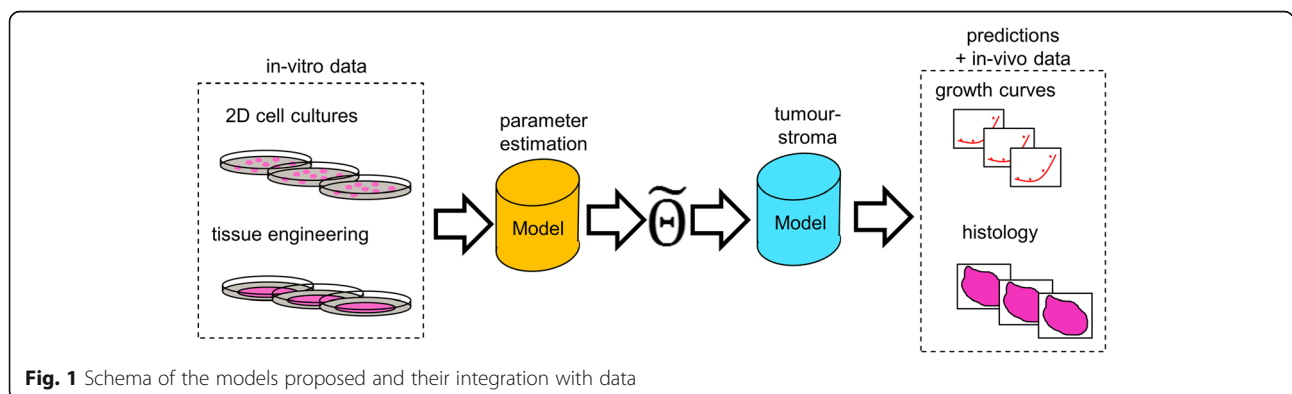 in-vitro data
2D cell cultures
tissue engineering
parameter
estimation
Model
Θ̃
tumour-
stroma
Model
predictions
+ in-vivo data
growth curves
histology
Fig. 1 Schema of the models proposed and their integration with data